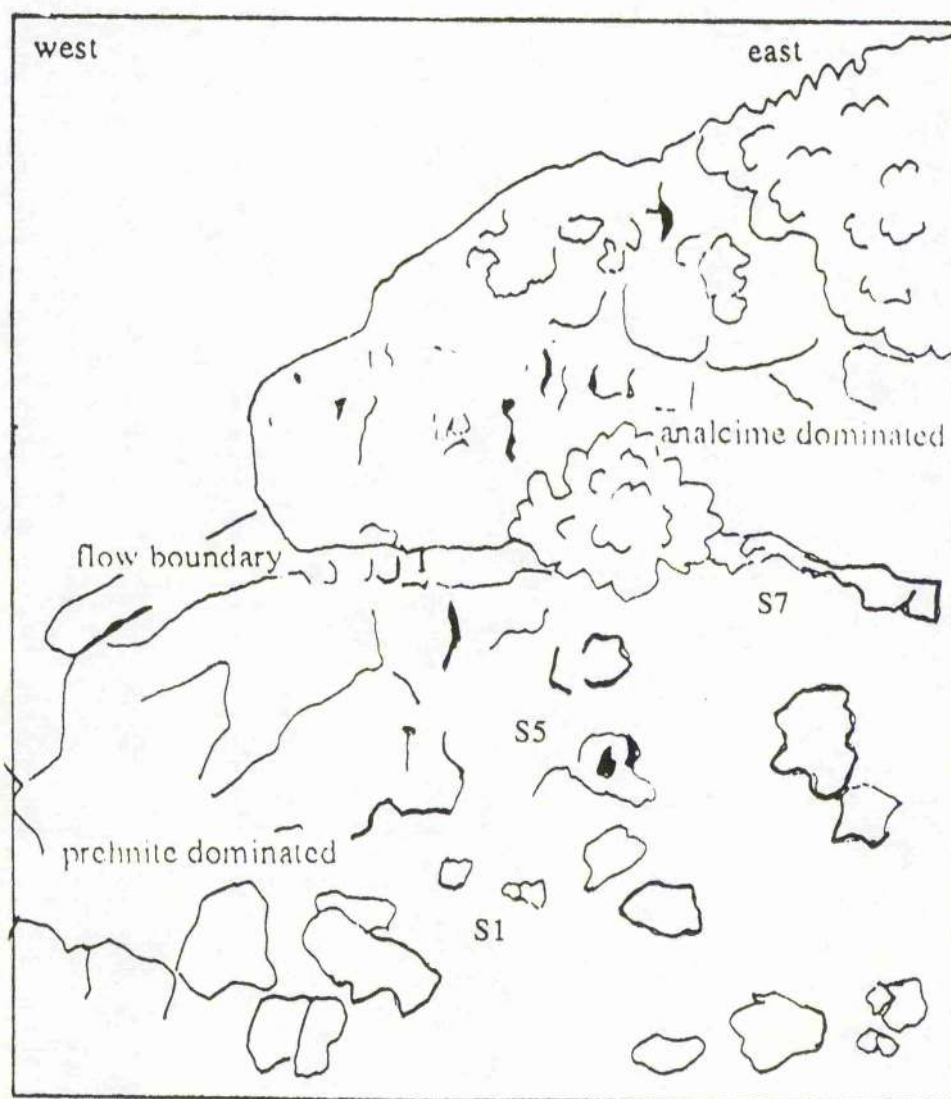 west
east
analcime dominated
flow boundary
S7
S5
prehnite dominated
S1